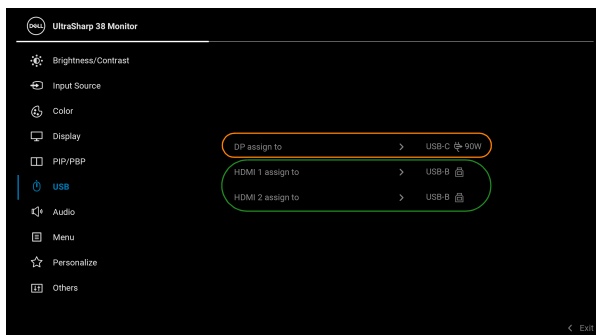 DELL
UltraSharp 38 Monitor
Brightness/Contrast
Input Source
Color
Display
DP assign to > USB-C 90W
PIP/PBP
HDMI 1 assign to > USB-B
USB
HDMI 2 assign to > USB-B
Audio
Menu
Personalize
Others
< Exit